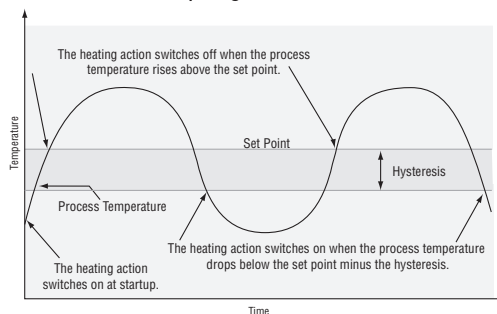 The heating action switches off when the process
temperature rises above the set point.
Temperature
Set Point
Hysteresis
Process Temperature
The heating action switches on when the process temperature
drops below the set point minus the hysteresis.
The heating action
switches on at startup.
Time